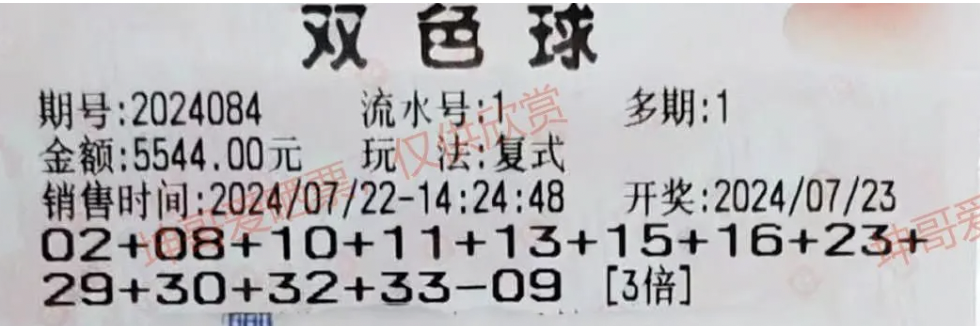 双色球
期号:2024084 流水号:1 多期:1
金额:5544.00元 玩 法:复式
销售时间:2024/07/22-14:24:48 开奖:2024/07/23
02+08+10+11+13+15+16+23+
29+30+32+33-09 [3倍]
坤哥爱晒票 仅供欣赏
坤哥爱